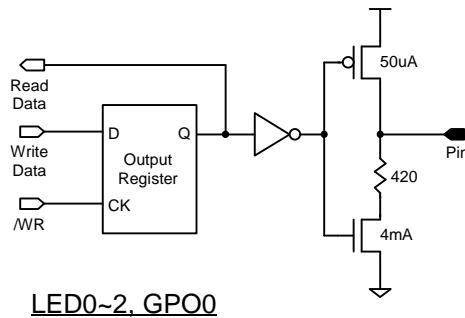 Read
Data
Write
Data
/WR
D
Q
Output
Register
CK
50uA
Pin
420
4mA
LED0~2, GPO0